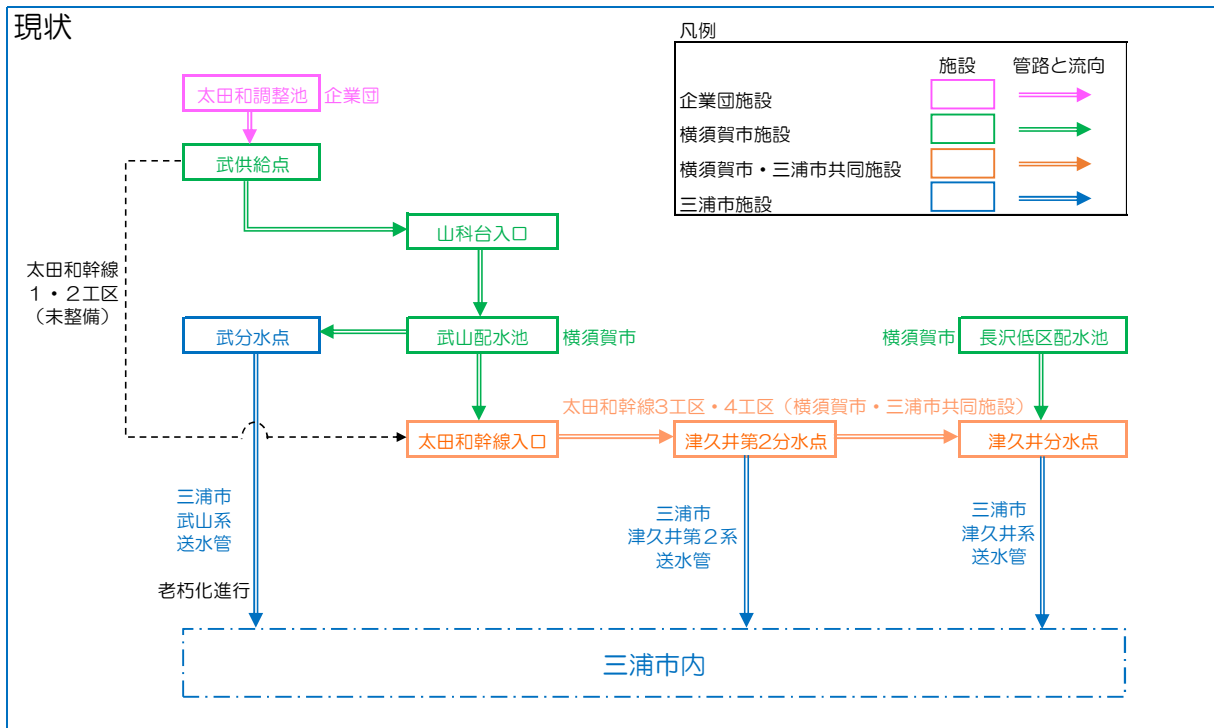 現状
凡例
施設 管路と流向
企業団施設
横須賀市施設
横須賀市・三浦市共同施設
三浦市施設
太田和調整池 企業団
武供給点
山科台入口
太田和幹線
1・2工区
(未整備)
武分水点 武山配水池 横須賀市 横須賀市 長沢低区配水池
太田和幹線3工区・4工区(横須賀市・三浦市共同施設)
太田和幹線入口 津久井第2分水点 津久井分水点
三浦市
武山系
送水管
三浦市
津久井第2系
送水管
三浦市
津久井系
送水管
老朽化進行
三浦市内